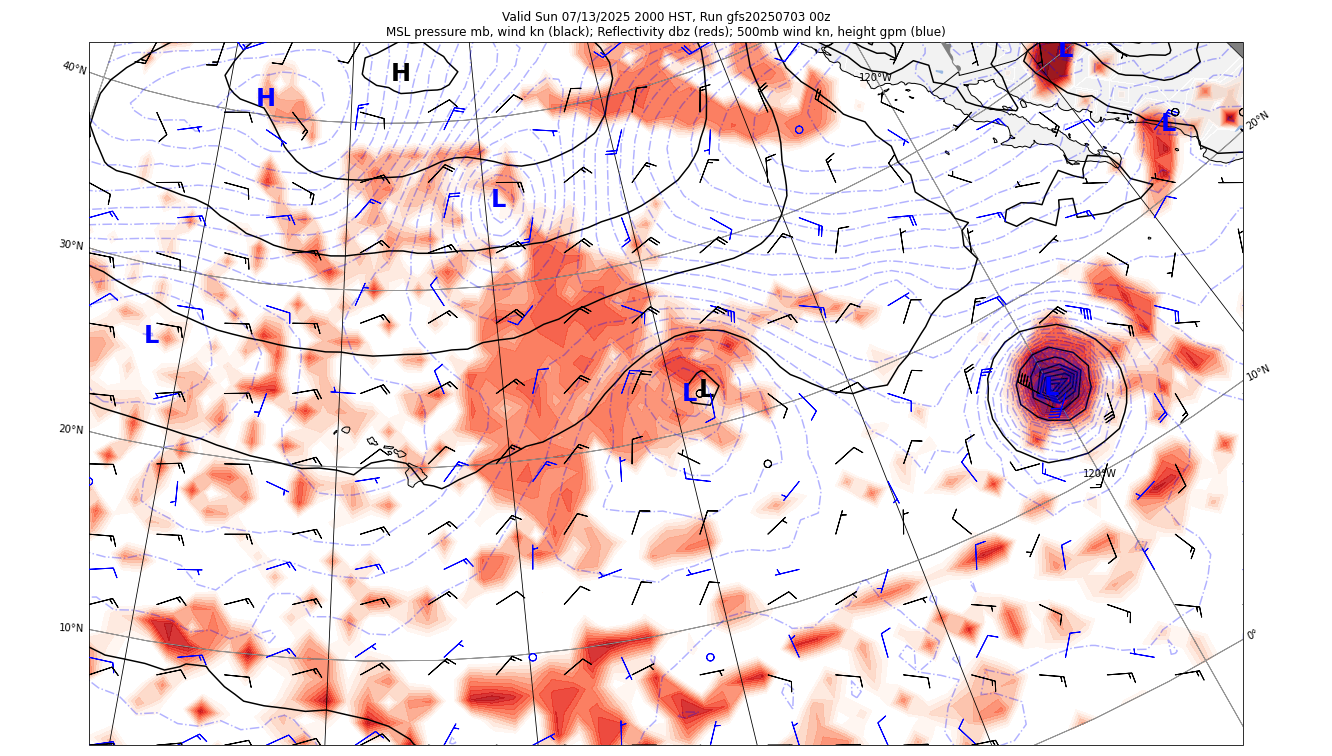 Valid Sun 07/13/2025 2000 HST, Run gfs20250703 00z
MSL pressure mb, wind kn (black); Reflectivity dbz (reds); 500mb wind kn, height gpm (blue)
L
40°N
H
120°W
H
L
20°N
L
30°N
L
10°N
L
L
L
20°N
120°W
10°N
0°